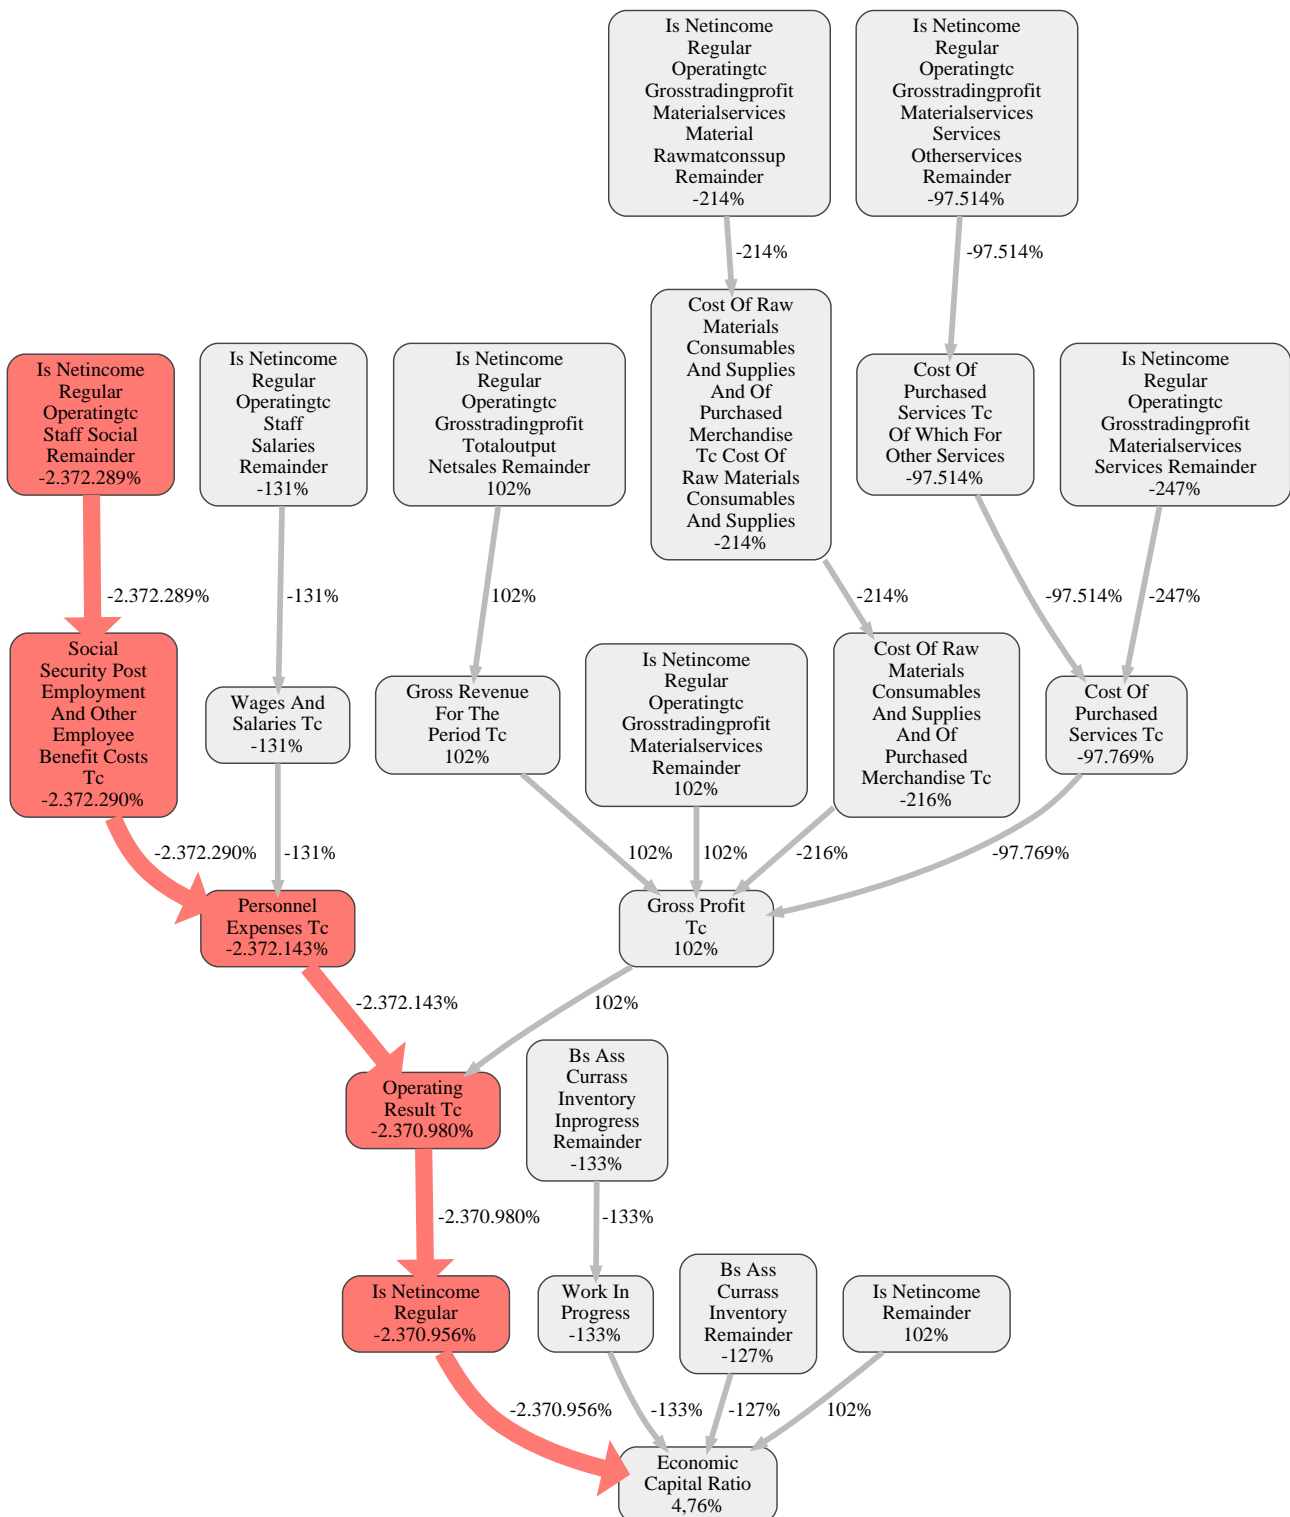 Is Netincome
Regular
Operatingtc
Grosstradingprofit
Materialservices
Material
Rawmatconssup
Remainder
-214%
Is Netincome
Regular
Operatingtc
Grosstradingprofit
Materialservices
Services
Otherservices
Remainder
-97.514%
-214%
-97.514%
Is Netincome
Regular
Operatingtc
Staff Social
Remainder
-2.372.289%
Is Netincome
Regular
Operatingtc
Staff
Salaries
Remainder
-131%
Is Netincome
Regular
Operatingtc
Grosstradingprofit
Totaloutput
Netsales Remainder
102%
Cost Of Raw
Materials
Consumables
And Supplies
And Of
Purchased
Merchandise
Tc Cost Of
Raw Materials
Consumables
And Supplies
-214%
Cost Of
Purchased
Services Tc
Of Which For
Other Services
-97.514%
Is Netincome
Regular
Operatingtc
Grosstradingprofit
Materialservices
Services Remainder
-247%
-2.372.289%
-131%
102%
-214%
-97.514%
-247%
Social
Security Post
Employment
And Other
Employee
Benefit Costs
Tc
-2.372.290%
Wages And
Salaries Tc
-131%
Gross Revenue
For The
Period Tc
102%
Is Netincome
Regular
Operatingtc
Grosstradingprofit
Materialservices
Remainder
102%
Cost Of Raw
Materials
Consumables
And Supplies
And Of
Purchased
Merchandise Tc
-216%
Cost Of
Purchased
Services Tc
-97.769%
-2.372.290%
-131%
102%
102%
-216%
-97.769%
Personnel
Expenses Tc
-2.372.143%
Gross Profit
Tc
102%
-2.372.143%
102%
Operating
Result Tc
-2.370.980%
Bs Ass
Currass
Inventory
Inprogress
Remainder
-133%
-2.370.980%
-133%
Is Netincome
Regular
-2.370.956%
Work In
Progress
-133%
Bs Ass
Currass
Inventory
Remainder
-127%
Is Netincome
Remainder
102%
-2.370.956%
-133%
-127%
102%
Economic
Capital Ratio
4,76%